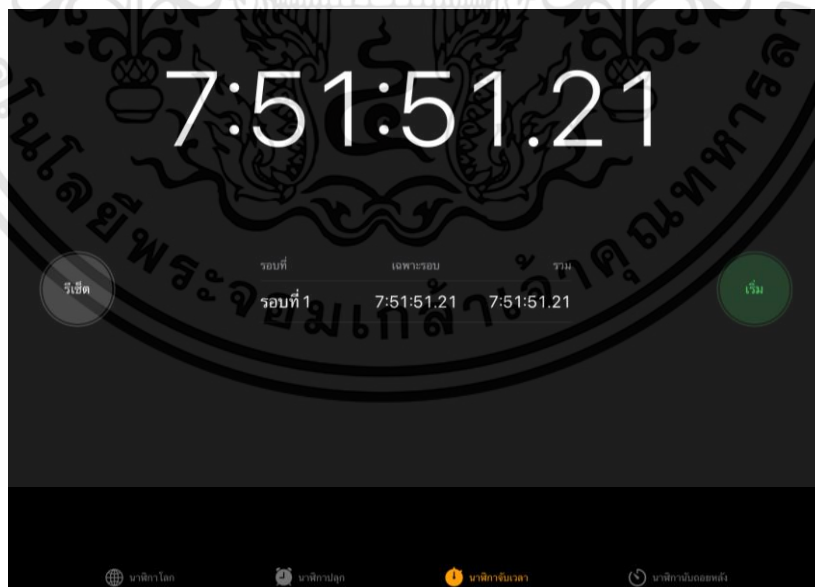 7:51:51.21
รอบที่ เฉพาะรอบ รวม
รีเซ็ต เริ่ม
รอบที่ 1 7:51:51.21 7:51:51.21
นาฬิกาโลก นาฬิกาปลุก นาฬิกาจับเวลา นาฬิกานับถอยหลัง